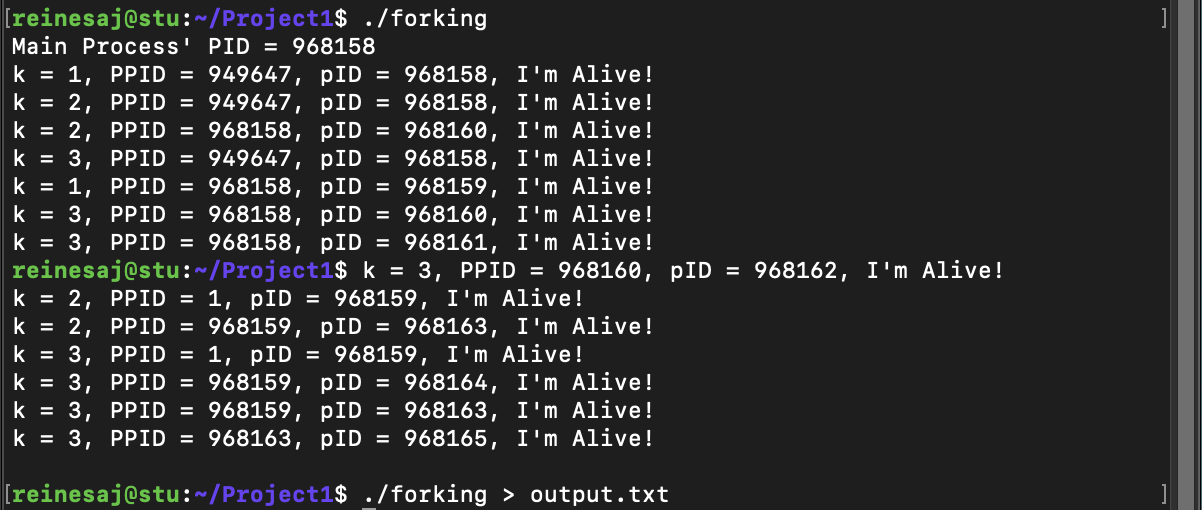 [reinesaj@stu:~/Project1$ ./forking ]
Main Process' PID = 968158
k = 1, PPID = 949647, pID = 968158, I'm Alive!
k = 2, PPID = 949647, pID = 968158, I'm Alive!
k = 2, PPID = 968158, pID = 968160, I'm Alive!
k = 3, PPID = 949647, pID = 968158, I'm Alive!
k = 1, PPID = 968158, pID = 968159, I'm Alive!
k = 3, PPID = 968158, pID = 968160, I'm Alive!
k = 3, PPID = 968158, pID = 968161, I'm Alive!
reinesaj@stu:~/Project1$ k = 3, PPID = 968160, pID = 968162, I'm Alive!
k = 2, PPID = 1, pID = 968159, I'm Alive!
k = 2, PPID = 968159, pID = 968163, I'm Alive!
k = 3, PPID = 1, pID = 968159, I'm Alive!
k = 3, PPID = 968159, pID = 968164, I'm Alive!
k = 3, PPID = 968159, pID = 968163, I'm Alive!
k = 3, PPID = 968163, pID = 968165, I'm Alive!
[reinesaj@stu:~/Project1$ ./forking > output.txt ]